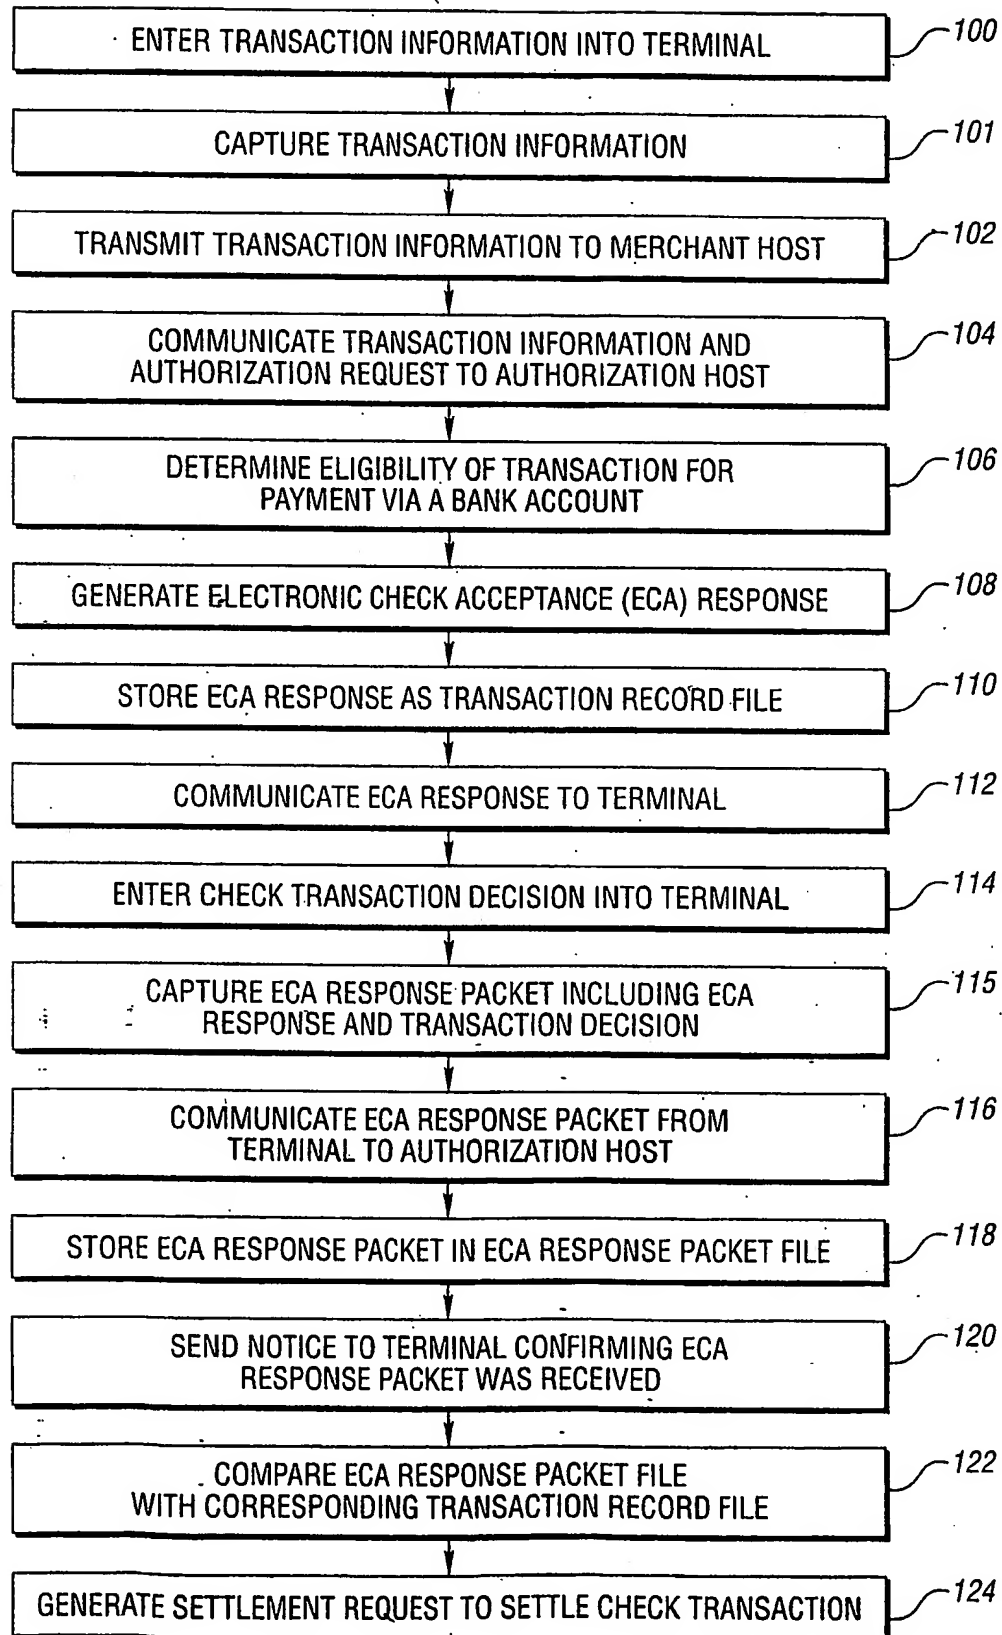 ENTER TRANSACTION INFORMATION INTO TERMINAL
100
CAPTURE TRANSACTION INFORMATION
101
TRANSMIT TRANSACTION INFORMATION TO MERCHANT HOST
102
COMMUNICATE TRANSACTION INFORMATION AND
AUTHORIZATION REQUEST TO AUTHORIZATION HOST
104
DETERMINE ELIGIBILITY OF TRANSACTION FOR
PAYMENT VIA A BANK ACCOUNT
106
GENERATE ELECTRONIC CHECK ACCEPTANCE (ECA) RESPONSE
108
STORE ECA RESPONSE AS TRANSACTION RECORD FILE
110
COMMUNICATE ECA RESPONSE TO TERMINAL
112
ENTER CHECK TRANSACTION DECISION INTO TERMINAL
114
CAPTURE ECA RESPONSE PACKET INCLUDING ECA
RESPONSE AND TRANSACTION DECISION
115
COMMUNICATE ECA RESPONSE PACKET FROM
TERMINAL TO AUTHORIZATION HOST
116
STORE ECA RESPONSE PACKET IN ECA RESPONSE PACKET FILE
118
SEND NOTICE TO TERMINAL CONFIRMING ECA
RESPONSE PACKET WAS RECEIVED
120
COMPARE ECA RESPONSE PACKET FILE
WITH CORRESPONDING TRANSACTION RECORD FILE
122
GENERATE SETTLEMENT REQUEST TO SETTLE CHECK TRANSACTION
124